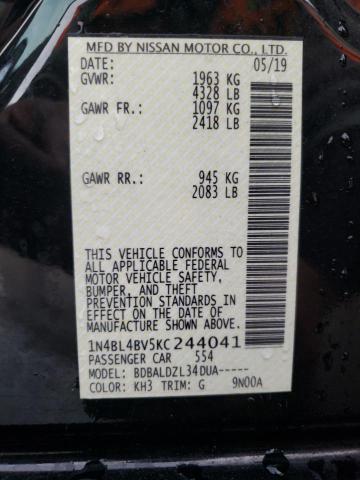 MFD BY NISSAN MOTOR CO., LTD.
DATE: 05/19
GVWR: 1963 KG
4328 LB
GAWR FR.: 1097 KG
2418 LB
GAWR RR.: 945 KG
2083 LB
THIS VEHICLE CONFORMS TO
ALL APPLICABLE FEDERAL
MOTOR VEHICLE SAFETY,
BUMPER, AND THEFT
PREVENTION STANDARDS IN
EFFECT ON THE DATE OF
MANUFACTURE SHOWN ABOVE.
1N4BL4BV5KC244041
PASSENGER CAR 554
MODEL: BDBALDZL34DUA-----
COLOR: KH3 TRIM: G 9N00A